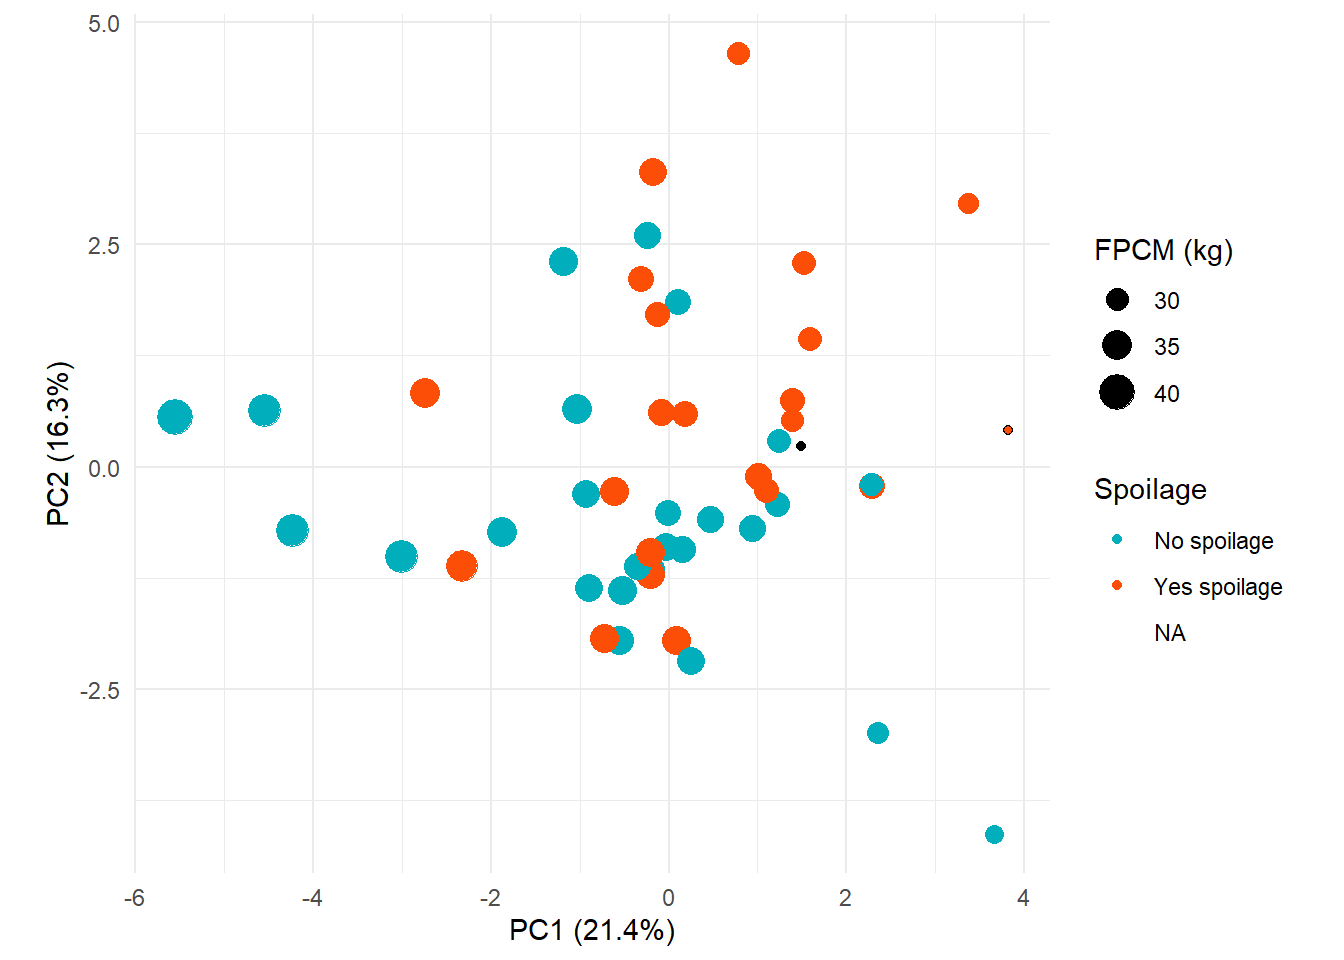 5.0
2.5
0.0
-2.5
PC2 (16.3%)
-6
-4
-2
0
2
4
PC1 (21.4%)
FPCM (kg)
30
35
40
Spoilage
No spoilage
Yes spoilage
NA